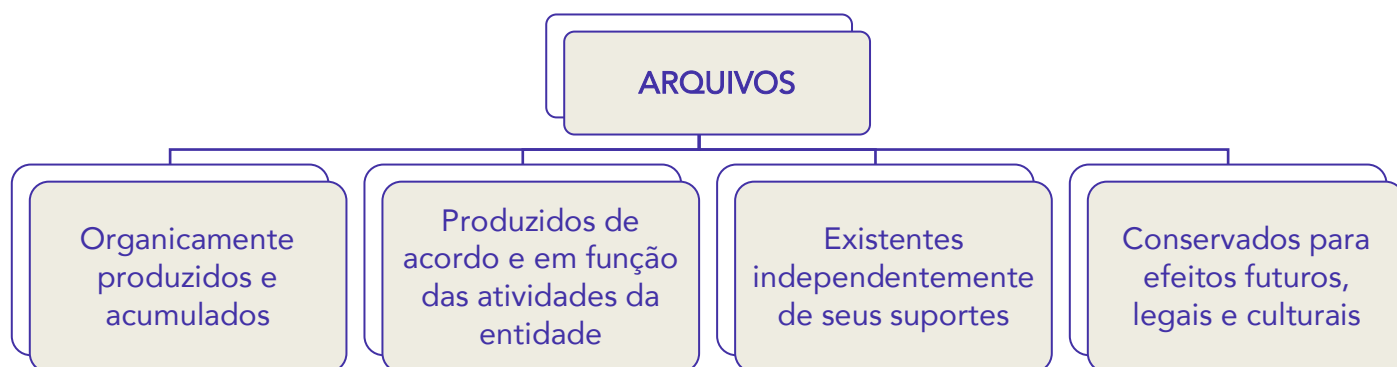 ARQUIVOS
Organicamente
produzidos e
acumulados
Produzidos de
acordo e em função
das atividades da
entidade
Existentes
independentemente
de seus suportes
Conservados para
efeitos futuros,
legais e culturais